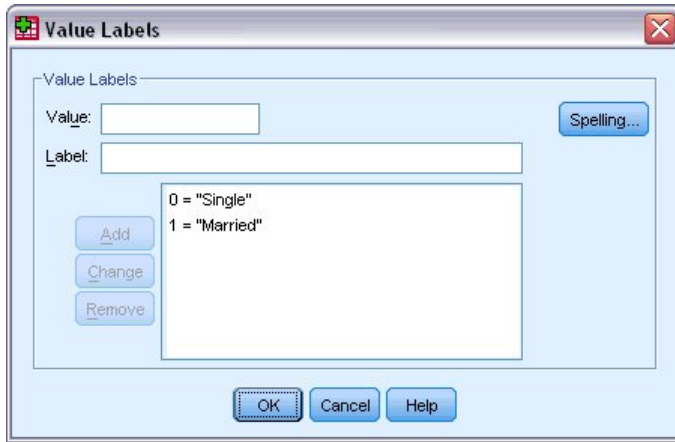 Value Labels
Value Labels
Value:
Spelling...
Label:
0 = "Single"
1 = "Married"
Add
Change
Remove
OK
Cancel
Help